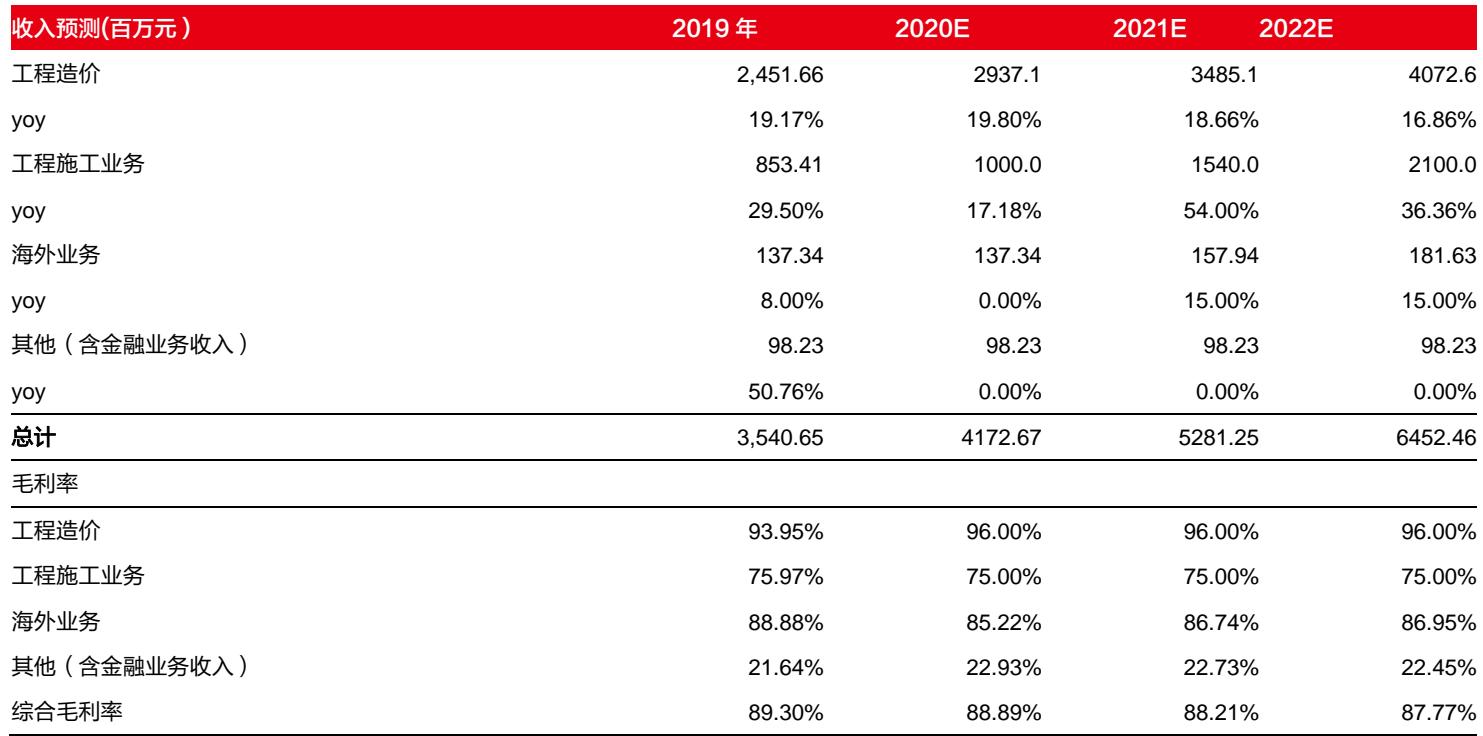 收入预测(百万元） 2019 年 2020E 2021E 2022E
工程造价 2,451.66 2937.1 3485.1 4072.6
yoy 19.17% 19.80% 18.66% 16.86%
工程施工业务 853.41 1000.0 1540.0 2100.0
yoy 29.50% 17.18% 54.00% 36.36%
海外业务 137.34 137.34 157.94 181.63
yoy 8.00% 0.00% 15.00% 15.00%
其他（含金融业务收入） 98.23 98.23 98.23 98.23
yoy 50.76% 0.00% 0.00% 0.00%
总计 3,540.65 4172.67 5281.25 6452.46
毛利率
工程造价 93.95% 96.00% 96.00% 96.00%
工程施工业务 75.97% 75.00% 75.00% 75.00%
海外业务 88.88% 85.22% 86.74% 86.95%
其他（含金融业务收入） 21.64% 22.93% 22.73% 22.45%
综合毛利率 89.30% 88.89% 88.21% 87.77%